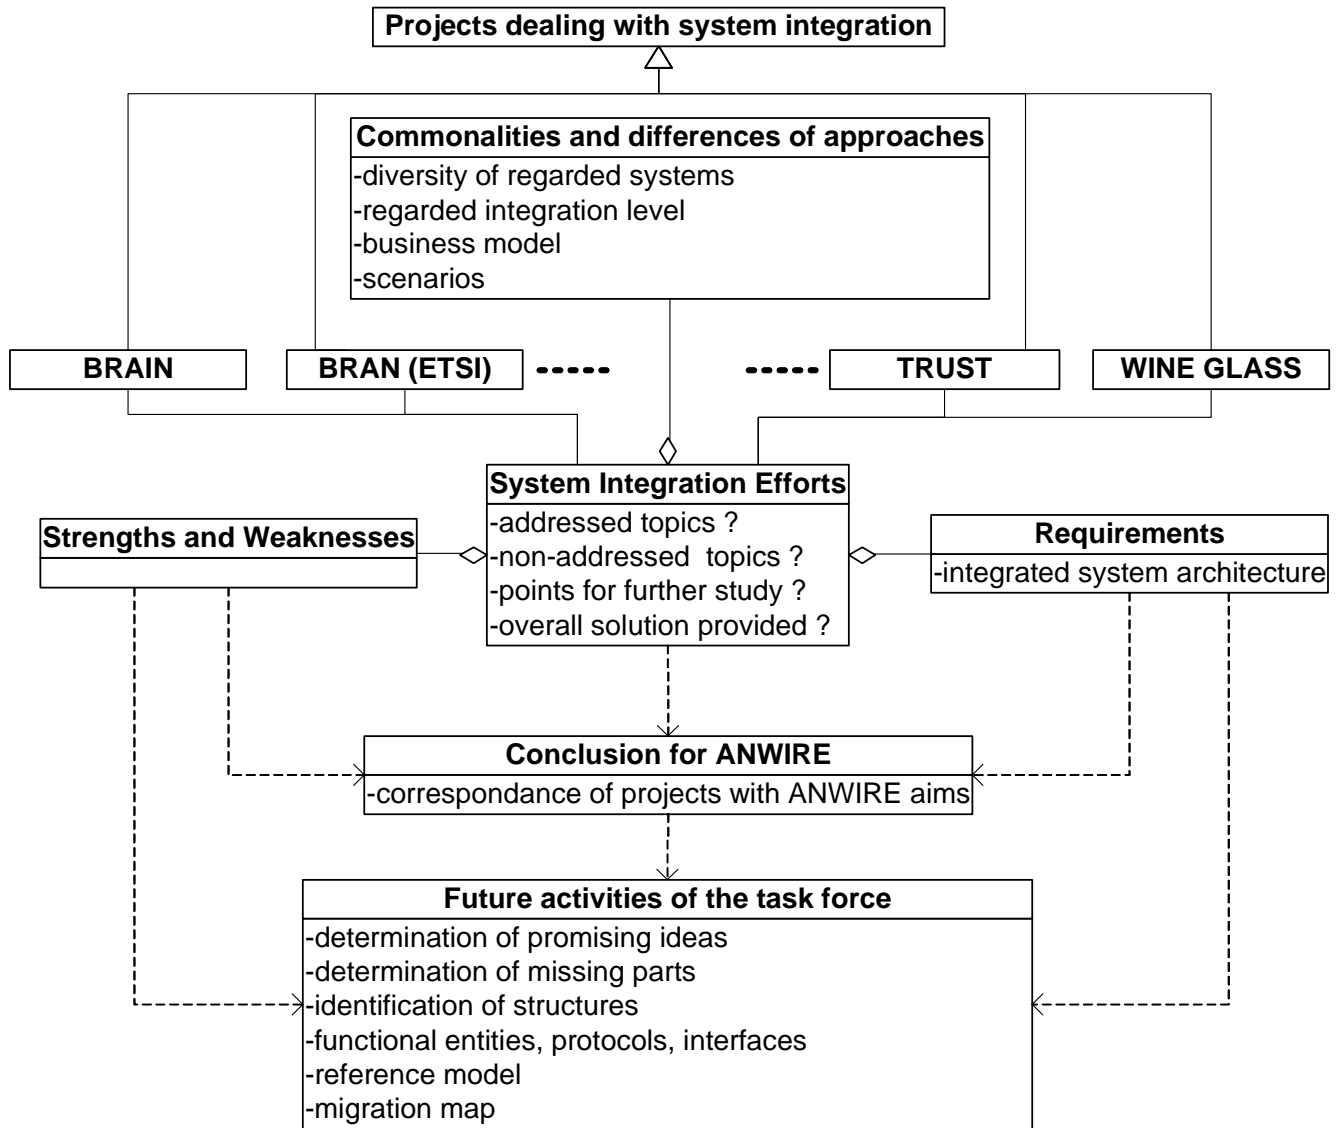 Projects dealing with system integration
Commonalities and differences of approaches
-diversity of regarded systems
-regarded integration level
-business model
-scenarios
BRAIN
BRAN (ETSI)
TRUST
WINE GLASS
System Integration Efforts
-addressed topics ?
-non-addressed topics ?
-points for further study ?
-overall solution provided ?
Strengths and Weaknesses
Requirements
-integrated system architecture
Conclusion for ANWIRE
-correspondance of projects with ANWIRE aims
Future activities of the task force
-determination of promising ideas
-determination of missing parts
-identification of structures
-functional entities, protocols, interfaces
-reference model
-migration map